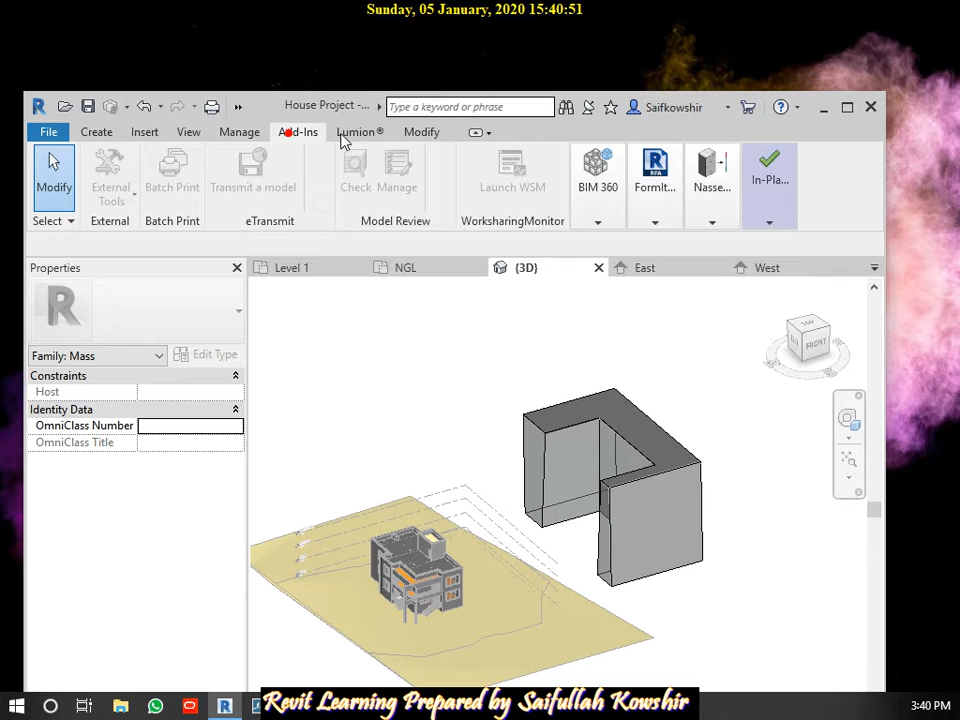 Sunday, 05 January, 2020 15:40:51
House Project -...
Type a keyword or phrase
Saifkowshir
File Create Insert View Manage Add-Ins Lumion® Modify
Modify
External Tools
Batch Print
Transmit a model
Check
Manage
Launch WSM
BIM 360
FormIt...
Nasse...
In-Pla...
Select External Batch Print eTransmit Model Review WorksharingMonitor
Properties
Level 1 NGL {3D} East West
Family: Mass
Edit Type
Constraints
Host
Identity Data
OmniClass Number
OmniClass Title
FRONT
Revit Learning Prepared by Saifullah Kowshir
3:40 PM